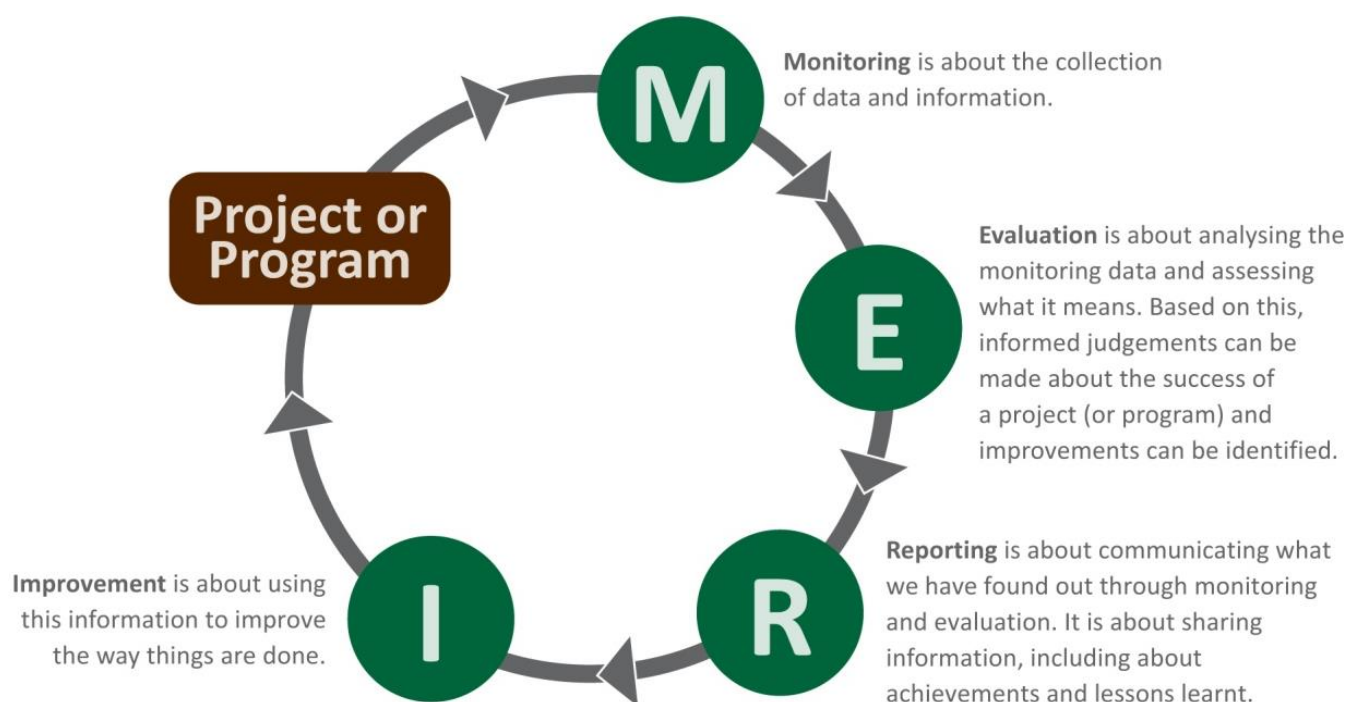 M
Monitoring is about the collection
of data and information.
Project or
Program
E
Evaluation is about analysing the
monitoring data and assessing
what it means. Based on this,
informed judgements can be
made about the success of
a project (or program) and
improvements can be identified.
R
Reporting is about communicating what
we have found out through monitoring
and evaluation. It is about sharing
information, including about
achievements and lessons learnt.
I
Improvement is about using
this information to improve
the way things are done.